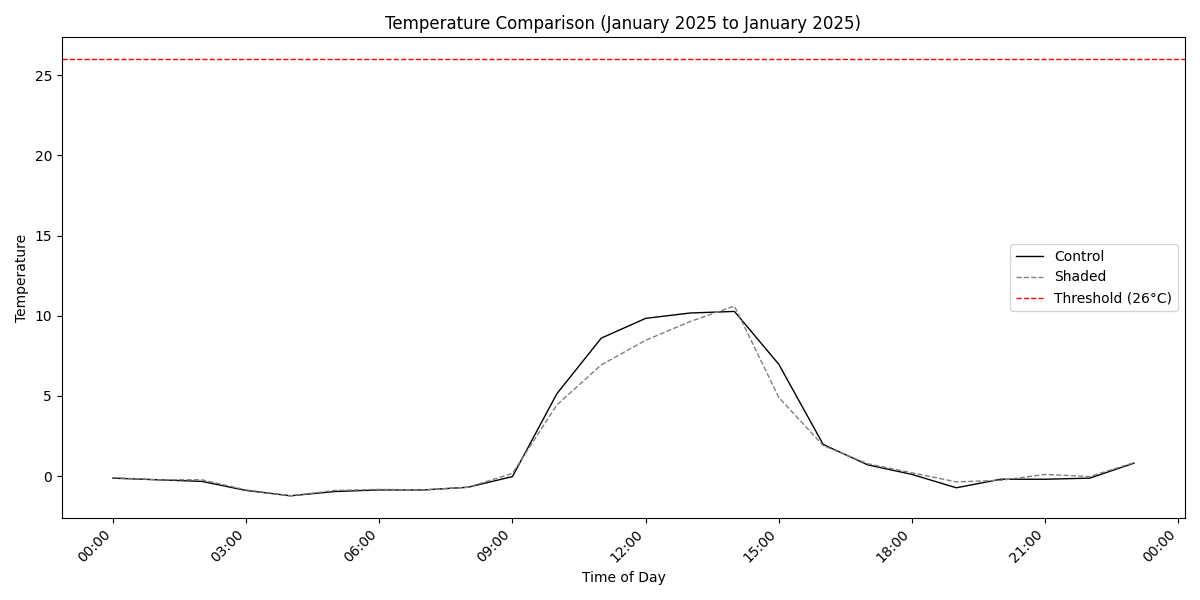 Temperature Comparison (January 2025 to January 2025)
25
20
15
10
5
0
Temperature
Control
Shaded
Threshold (26°C)
00:00
03:00
06:00
09:00
12:00
15:00
18:00
21:00
00:00
Time of Day